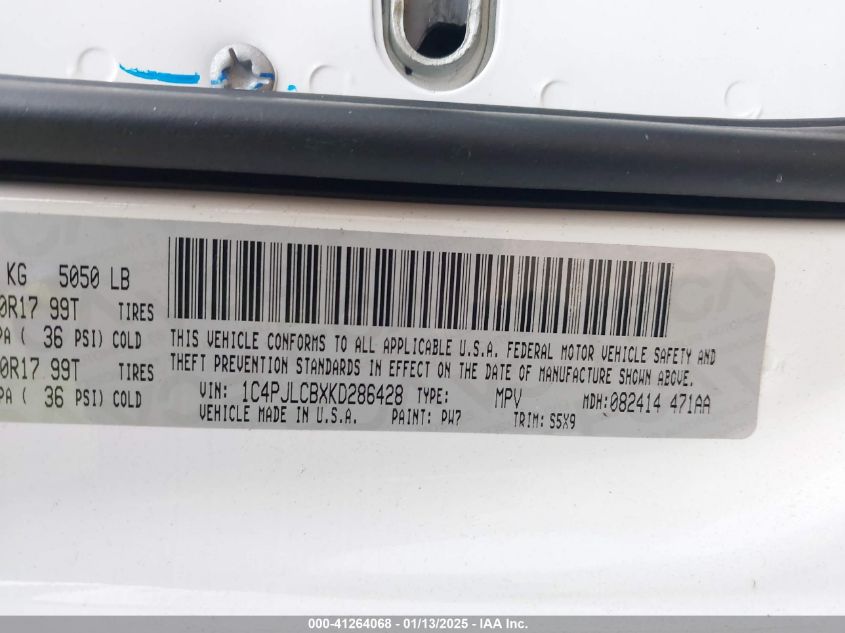 KG 5050 LB
0R17 99T TIRES
PA ( 36 PSI) COLD
0R17 99T TIRES
PA ( 36 PSI) COLD
THIS VEHICLE CONFORMS TO ALL APPLICABLE U.S.A. FEDERAL MOTOR VEHICLE SAFETY AND
THEFT PREVENTION STANDARDS IN EFFECT ON THE DATE OF MANUFACTURE SHOWN ABOVE.
VIN: 1C4PJLCBXKD286428 TYPE: MPV MDH:082414 471AA
VEHICLE MADE IN U.S.A. PAINT: PW7 TRIM: S5X9
000-41264068 - 01/13/2025 - IAA Inc.